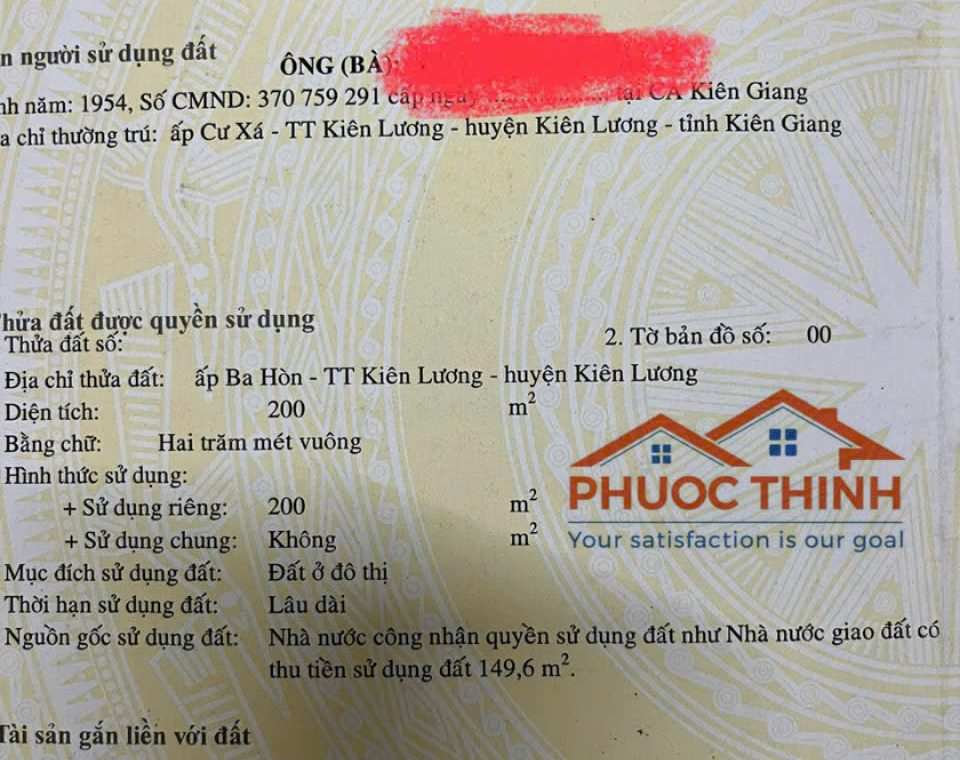 n người sử dụng đất
ÔNG (BÀ):
nh năm: 1954, Số CMND: 370 759 291 cấp ngày ................ tại CA Kiên Giang
a chỉ thường trú: ấp Cư Xá - TT Kiên Lương - huyện Kiên Lương - tỉnh Kiên Giang
Thửa đất được quyền sử dụng
Thửa đất số: 2. Tờ bản đồ số: 00
Địa chỉ thửa đất: ấp Ba Hòn - TT Kiên Lương - huyện Kiên Lương
Diện tích: 200 m²
Bằng chữ: Hai trăm mét vuông
Hình thức sử dụng:
+ Sử dụng riêng: 200 m²
+ Sử dụng chung: Không m²
PHUOC THINH
Your satisfaction is our goal
Mục đích sử dụng đất: Đất ở đô thị
Thời hạn sử dụng đất: Lâu dài
Nguồn gốc sử dụng đất: Nhà nước công nhận quyền sử dụng đất như Nhà nước giao đất có
thu tiền sử dụng đất 149,6 m².
Tài sản gắn liền với đất